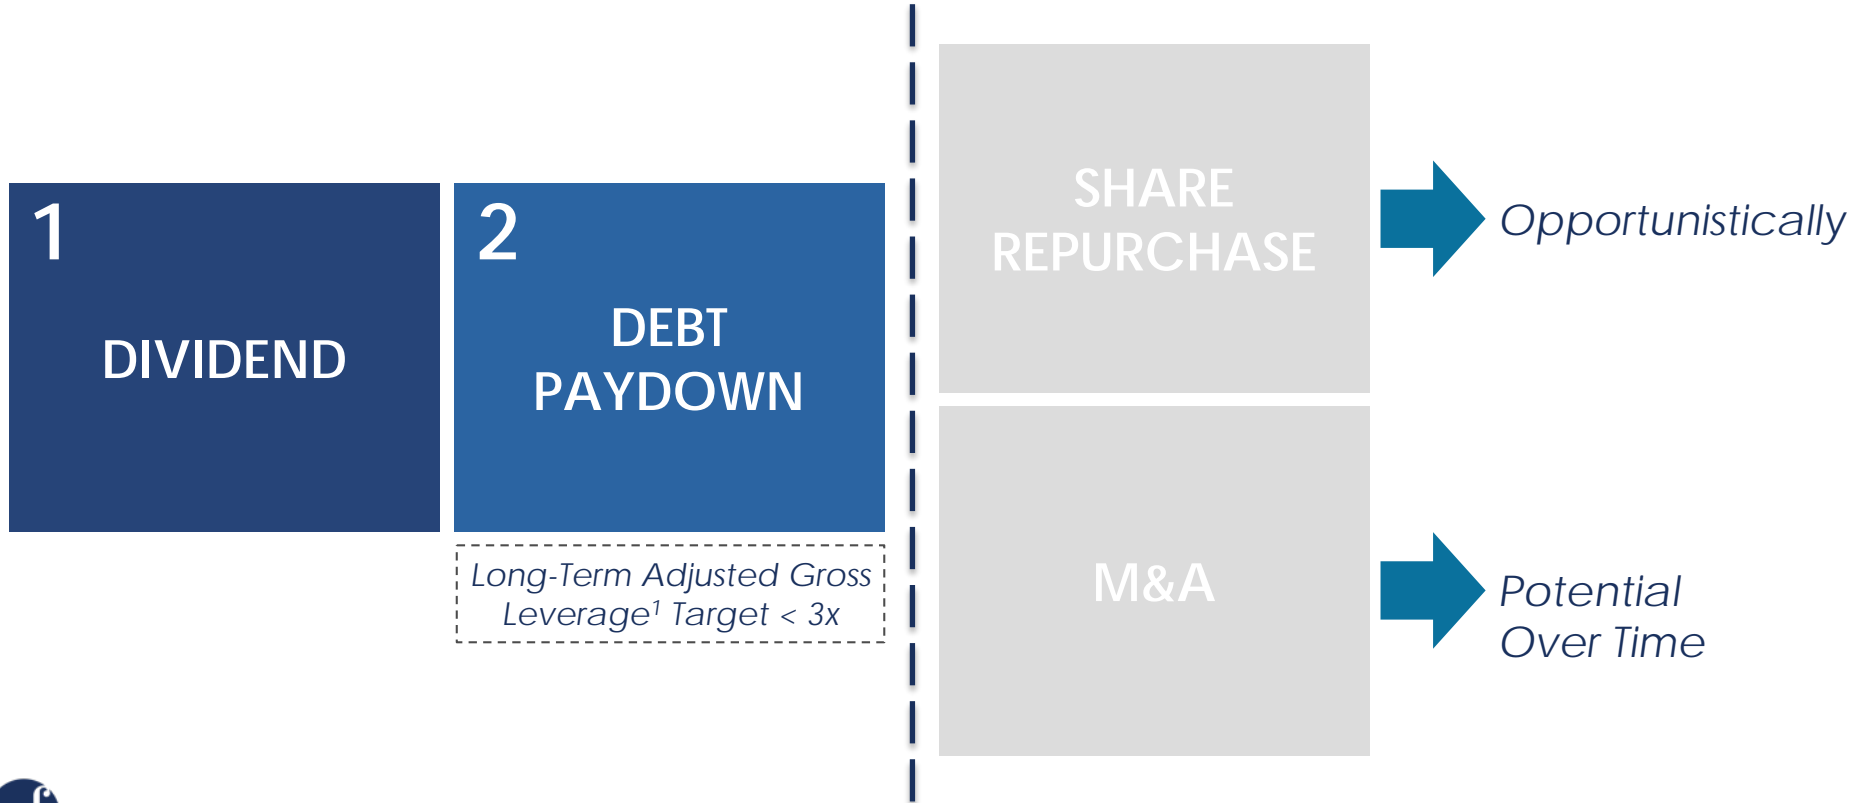 1
DIVIDEND
2
DEBT
PAYDOWN
Long-Term Adjusted Gross
Leverage¹ Target < 3x
SHARE
REPURCHASE
Opportunistically
M&A
Potential
Over Time